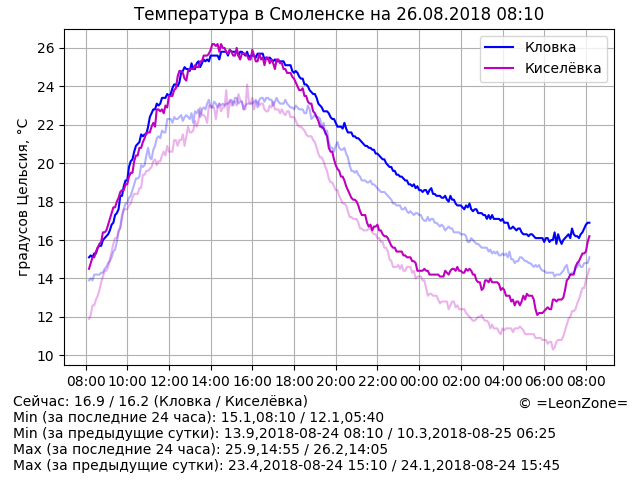 Температура в Смоленске на 26.08.2018 08:10
Кловка
Киселёвка
градусов Цельсия, °C
26
24
22
20
18
16
14
12
10
08:00 10:00 12:00 14:00 16:00 18:00 20:00 22:00 00:00 02:00 04:00 06:00 08:00
Сейчас: 16.9 / 16.2 (Кловка / Киселёвка)
© =LeonZone=
Min (за последние 24 часа): 15.1,08:10 / 12.1,05:40
Min (за предыдущие сутки): 13.9,2018-08-24 08:10 / 10.3,2018-08-25 06:25
Max (за последние 24 часа): 25.9,14:55 / 26.2,14:05
Max (за предыдущие сутки): 23.4,2018-08-24 15:10 / 24.1,2018-08-24 15:45